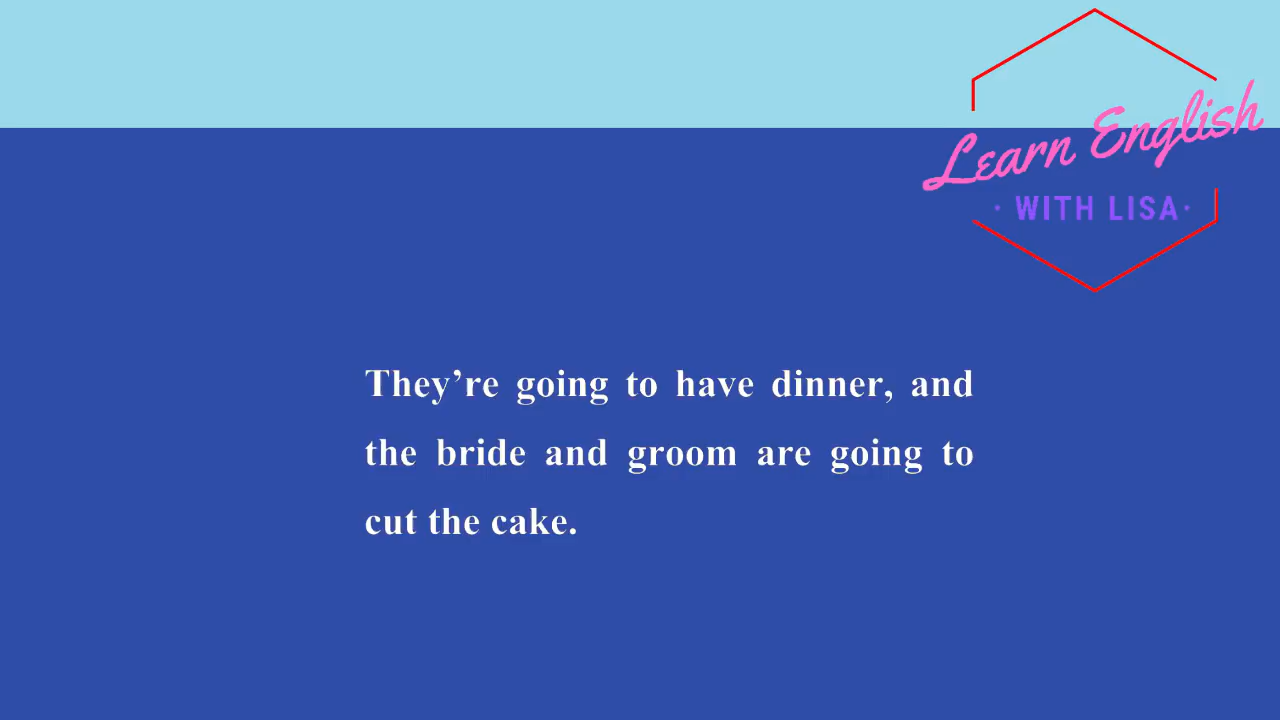 Learn English
· WITH LISA ·
They’re going to have dinner, and
the bride and groom are going to
cut the cake.